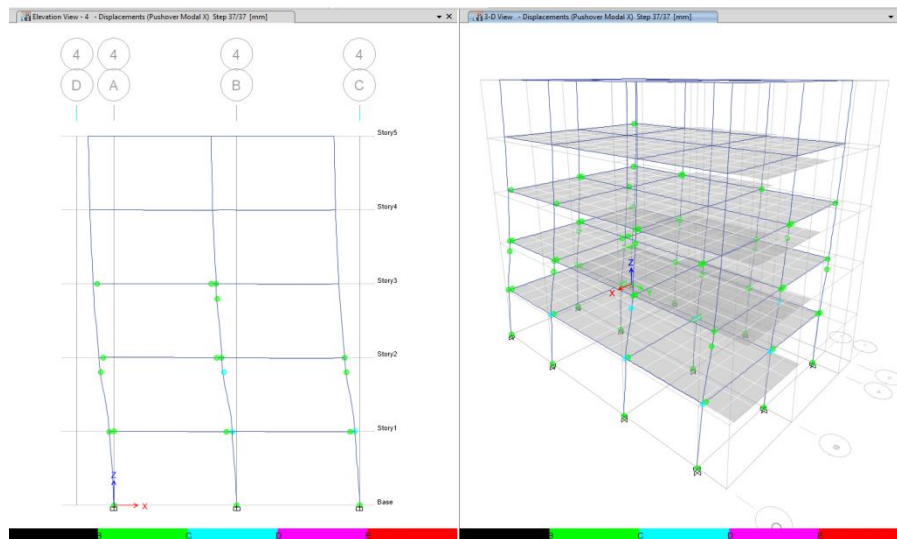 Elevation View - 4 - Displacements (Pushover Modal X) Step 37/37 [mm]
3-D View - Displacements (Pushover Modal X) Step 37/37 [mm]
4 4 4 4
D A B C
Story5
Story4
Story3
Story2
Story1
Base
Z
X
Z
X
Y
B C D E
B C D E